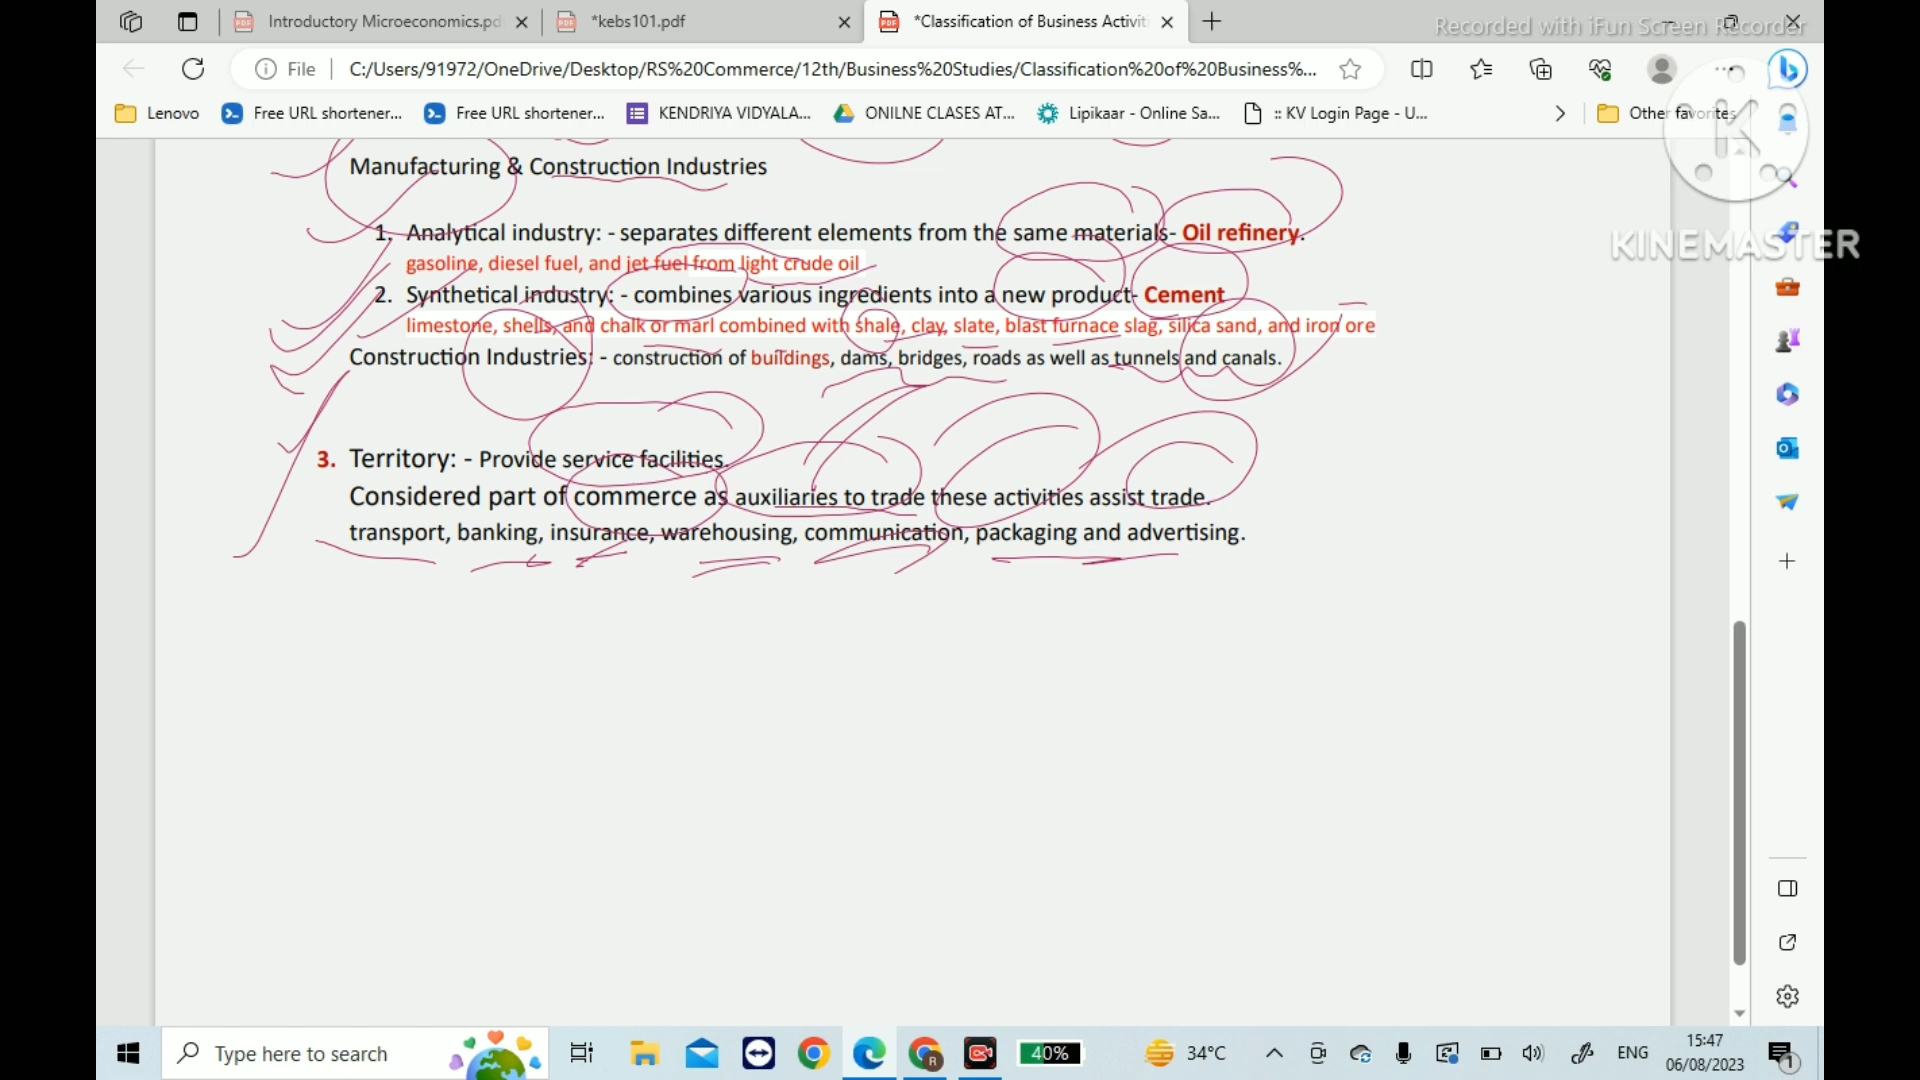 Introductory Microeconomics.pd
*kebs101.pdf
*Classification of Business Activiti
Recorded with iFun Screen Recorder
File
C:/Users/91972/OneDrive/Desktop/RS%20Commerce/12th/Business%20Studies/Classification%20of%20Business%...
Lenovo
Free URL shortener...
Free URL shortener...
KENDRIYA VIDYALA...
ONILNE CLASES AT...
Lipikaar - Online Sa...
:: KV Login Page - U...
Other favorites
KINEMASTER
Manufacturing & Construction Industries
1. Analytical industry: - separates different elements from the same materials- Oil refinery.
gasoline, diesel fuel, and jet fuel from light crude oil
2. Synthetical industry: - combines various ingredients into a new product- Cement
limestone, shells, and chalk or marl combined with shale, clay, slate, blast furnace slag, silica sand, and iron ore
Construction Industries: - construction of buildings, dams, bridges, roads as well as tunnels and canals.
3. Territory: - Provide service facilities.
Considered part of commerce as auxiliaries to trade these activities assist trade.
transport, banking, insurance, warehousing, communication, packaging and advertising.
Type here to search
40%
34°C
ENG
15:47
06/08/2023
1